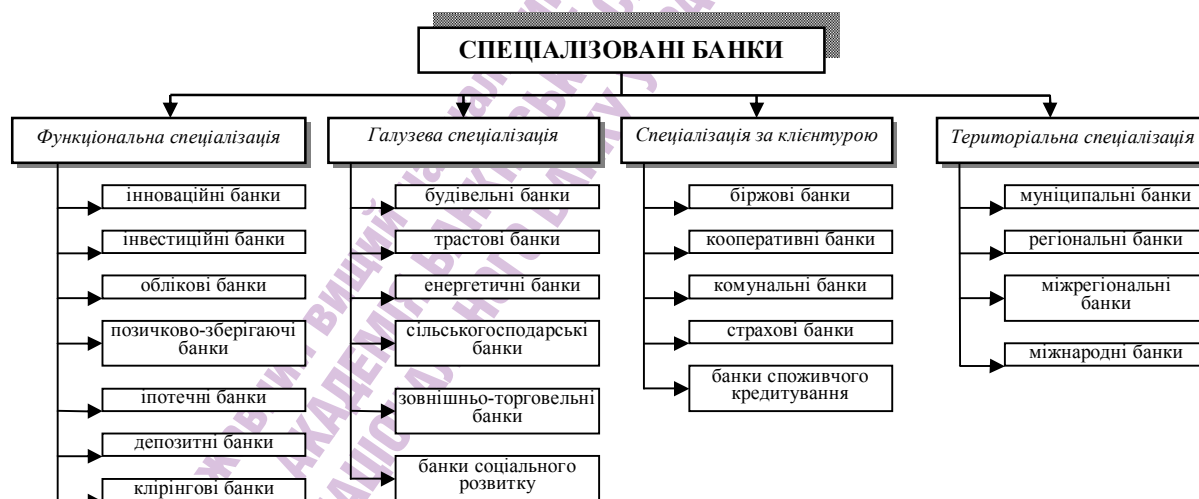 СПЕЦІАЛІЗОВАНІ БАНКИ
Функціональна спеціалізація
інноваційні банки
інвестиційні банки
облікові банки
позичково-зберігаючі
банки
іпотечні банки
депозитні банки
клірингові банки
Галузева спеціалізація
будівельні банки
трастові банки
енергетичні банки
сільськогосподарські
банки
зовнішньо-торговельні
банки
банки соціального
розвитку
Спеціалізація за клієнтурою
біржові банки
кооперативні банки
комунальні банки
страхові банки
банки споживчого
кредитування
Територіальна спеціалізація
муніципальні банки
регіональні банки
міжрегіональні
банки
міжнародні банки